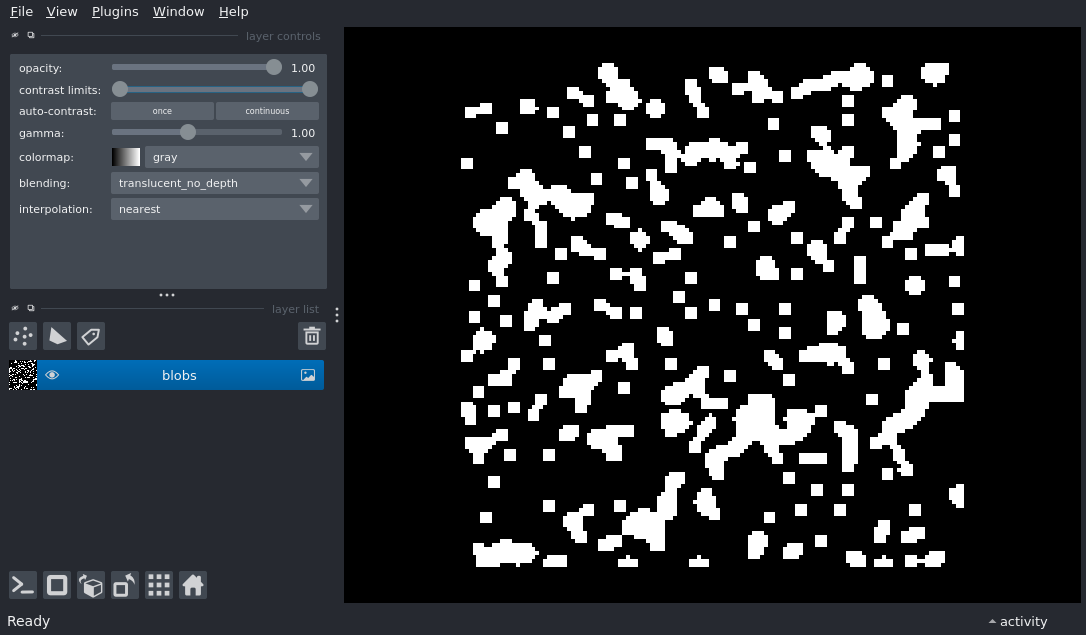 File View Plugins Window Help
layer controls
opacity: 1.00
contrast limits:
auto-contrast: once continuous
gamma: 1.00
colormap: gray
blending: translucent_no_depth
interpolation: nearest
layer list
blobs
Ready
activity